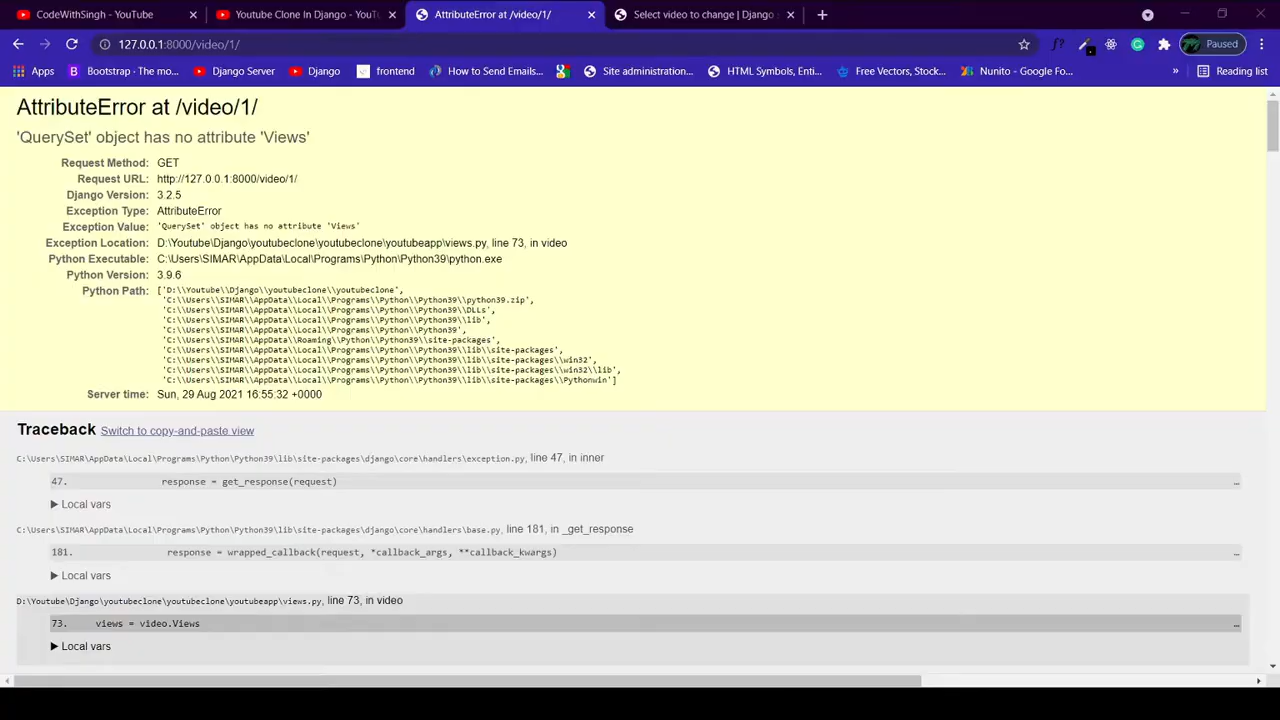 CodeWithSingh - YouTube
Youtube Clone In Django - YouTu
AttributeError at /video/1/
Select video to change | Django s
127.0.0.1:8000/video/1/
Paused
Apps
Bootstrap · The mo...
Django Server
Django
frontend
How to Send Emails...
Site administration...
HTML Symbols, Enti...
Free Vectors, Stock...
Nunito - Google Fo...
»
Reading list
AttributeError at /video/1/
'QuerySet' object has no attribute 'Views'
Request Method: GET
Request URL: http://127.0.0.1:8000/video/1/
Django Version: 3.2.5
Exception Type: AttributeError
Exception Value: 'QuerySet' object has no attribute 'Views'
Exception Location: D:\Youtube\Django\youtubeclone\youtubeclone\youtubeapp\views.py, line 73, in video
Python Executable: C:\Users\SIMAR\AppData\Local\Programs\Python\Python39\python.exe
Python Version: 3.9.6
Python Path: ['D:\\Youtube\\Django\\youtubeclone\\youtubeclone',
'C:\\Users\\SIMAR\\AppData\\Local\\Programs\\Python\\Python39\\python39.zip',
'C:\\Users\\SIMAR\\AppData\\Local\\Programs\\Python\\Python39\\DLLs',
'C:\\Users\\SIMAR\\AppData\\Local\\Programs\\Python\\Python39\\lib',
'C:\\Users\\SIMAR\\AppData\\Local\\Programs\\Python\\Python39',
'C:\\Users\\SIMAR\\AppData\\Roaming\\Python\\Python39\\site-packages',
'C:\\Users\\SIMAR\\AppData\\Local\\Programs\\Python\\Python39\\lib\\site-packages',
'C:\\Users\\SIMAR\\AppData\\Local\\Programs\\Python\\Python39\\lib\\site-packages\\win32',
'C:\\Users\\SIMAR\\AppData\\Local\\Programs\\Python\\Python39\\lib\\site-packages\\win32\\lib',
'C:\\Users\\SIMAR\\AppData\\Local\\Programs\\Python\\Python39\\lib\\site-packages\\Pythonwin']
Server time: Sun, 29 Aug 2021 16:55:32 +0000
Traceback Switch to copy-and-paste view
C:\Users\SIMAR\AppData\Local\Programs\Python\Python39\lib\site-packages\django\core\handlers\exception.py, line 47, in inner
47. response = get_response(request) …
Local vars
C:\Users\SIMAR\AppData\Local\Programs\Python\Python39\lib\site-packages\django\core\handlers\base.py, line 181, in _get_response
181. response = wrapped_callback(request, *callback_args, **callback_kwargs) …
Local vars
D:\Youtube\Django\youtubeclone\youtubeclone\youtubeapp\views.py, line 73, in video
73. views = video.Views …
Local vars